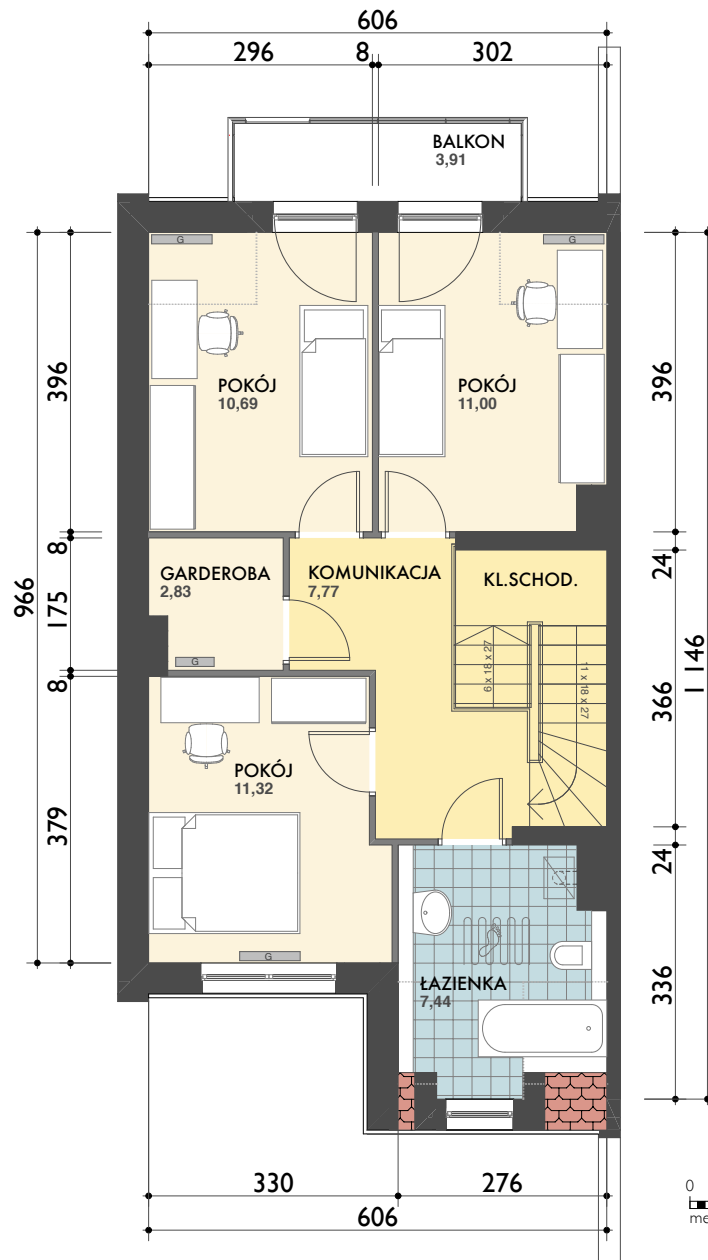 606
296
8
302
BALKON
3,91
G
G
396
396
POKÓJ
10,69
POKÓJ
11,00
8
GARDEROBA
2,83
KOMUNIKACJA
7,77
KL.SCHOD.
24
966
175
1146
6 x 18 x 27
11 x 18 x 27
G
8
366
POKÓJ
11,32
379
24
G
ŁAZIENKA
7,44
336
330
276
606
0
me